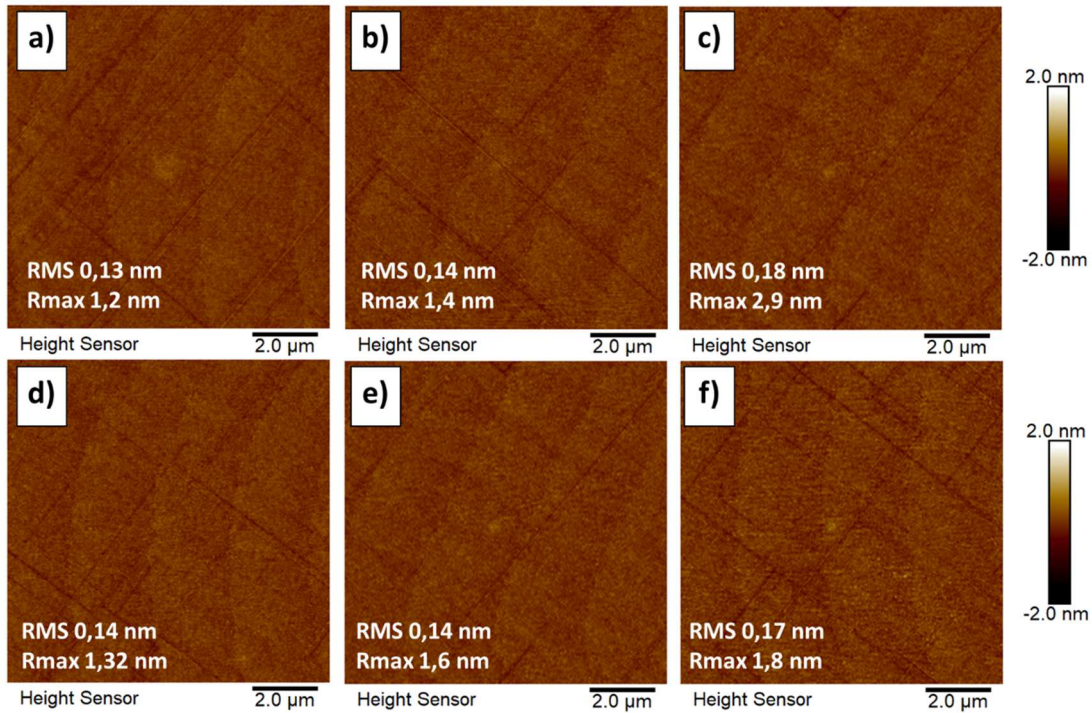 a)
b)
c)
2.0 nm
-2.0 nm
RMS 0,13 nm
Rmax 1,2 nm
RMS 0,14 nm
Rmax 1,4 nm
RMS 0,18 nm
Rmax 2,9 nm
Height Sensor
2.0 µm
Height Sensor
2.0 µm
Height Sensor
2.0 µm
d)
e)
f)
2.0 nm
-2.0 nm
RMS 0,14 nm
Rmax 1,32 nm
RMS 0,14 nm
Rmax 1,6 nm
RMS 0,17 nm
Rmax 1,8 nm
Height Sensor
2.0 µm
Height Sensor
2.0 µm
Height Sensor
2.0 µm